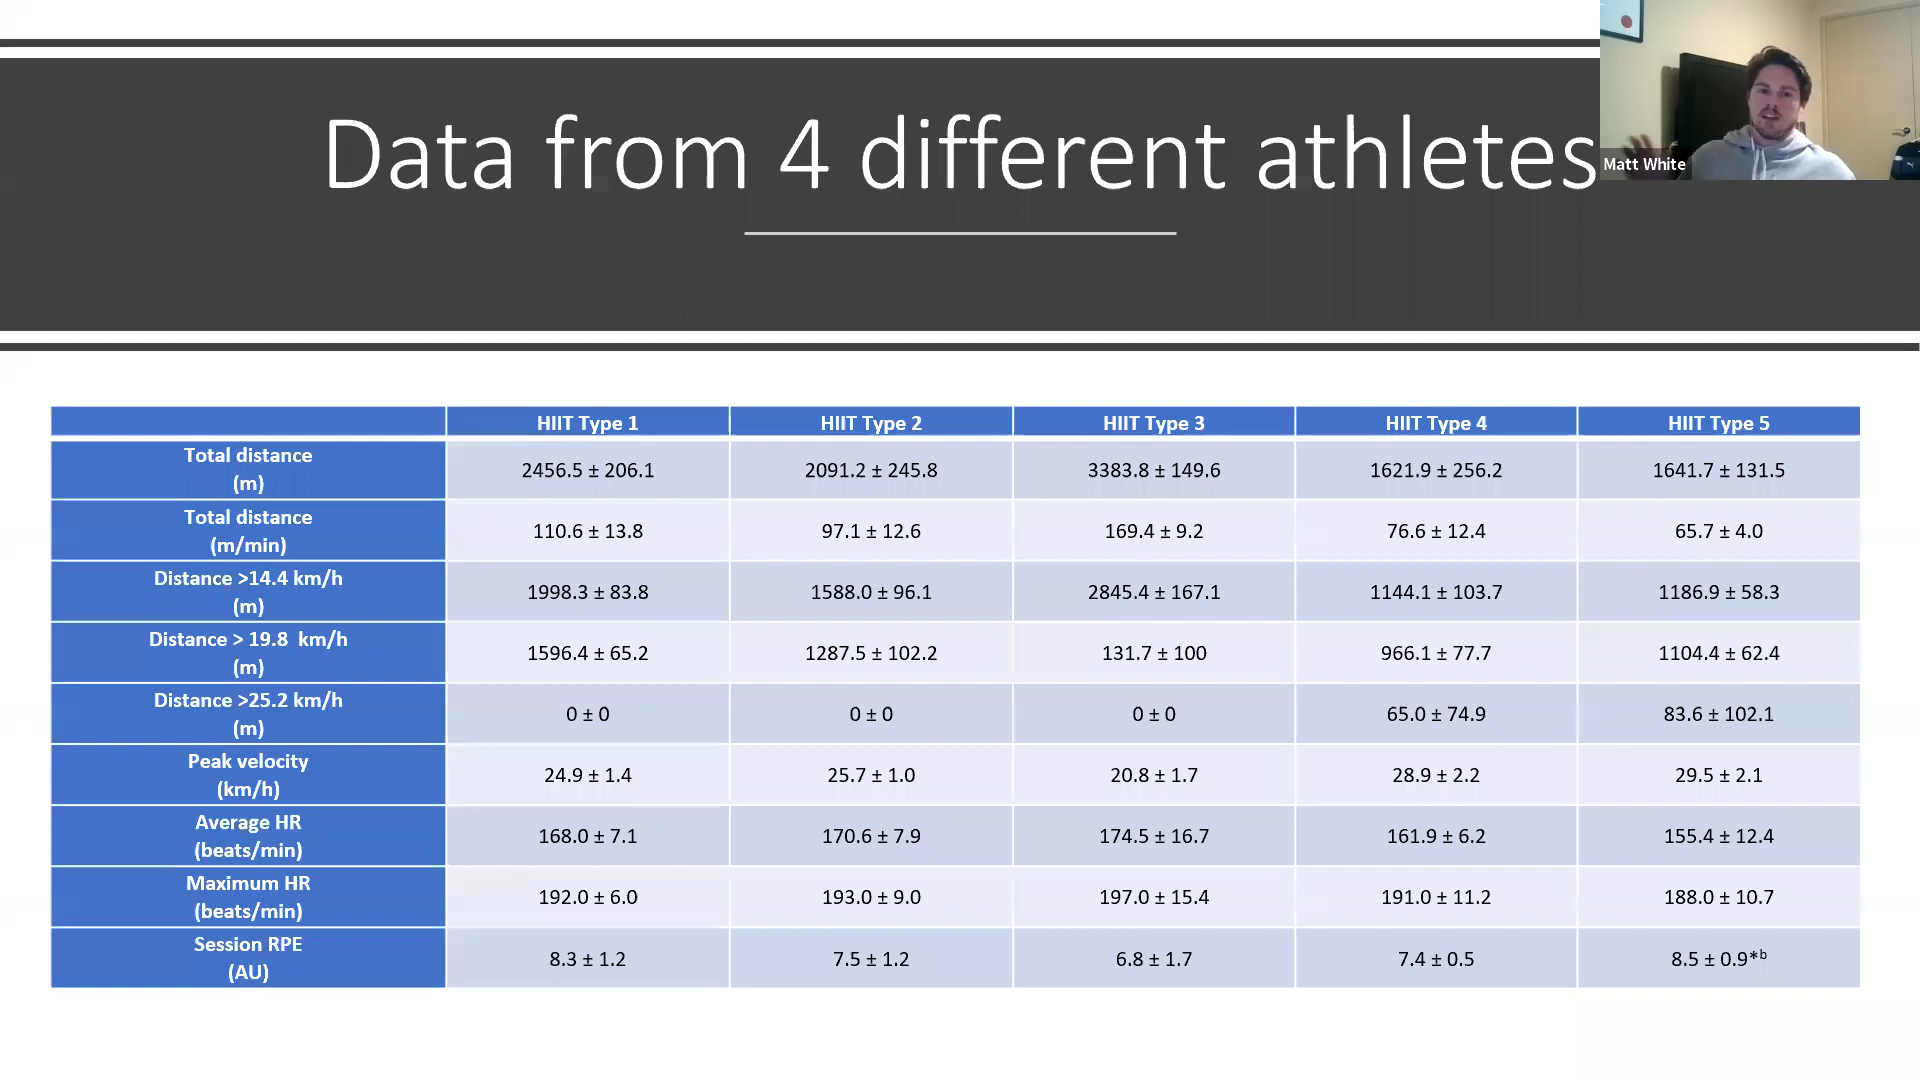 Data from 4 different athletes
Matt White
HIIT Type 1 HIIT Type 2 HIIT Type 3 HIIT Type 4 HIIT Type 5
Total distance
(m) 2456.5 ± 206.1 2091.2 ± 245.8 3383.8 ± 149.6 1621.9 ± 256.2 1641.7 ± 131.5
Total distance
(m/min) 110.6 ± 13.8 97.1 ± 12.6 169.4 ± 9.2 76.6 ± 12.4 65.7 ± 4.0
Distance >14.4 km/h
(m) 1998.3 ± 83.8 1588.0 ± 96.1 2845.4 ± 167.1 1144.1 ± 103.7 1186.9 ± 58.3
Distance > 19.8 km/h
(m) 1596.4 ± 65.2 1287.5 ± 102.2 131.7 ± 100 966.1 ± 77.7 1104.4 ± 62.4
Distance >25.2 km/h
(m) 0 ± 0 0 ± 0 0 ± 0 65.0 ± 74.9 83.6 ± 102.1
Peak velocity
(km/h) 24.9 ± 1.4 25.7 ± 1.0 20.8 ± 1.7 28.9 ± 2.2 29.5 ± 2.1
Average HR
(beats/min) 168.0 ± 7.1 170.6 ± 7.9 174.5 ± 16.7 161.9 ± 6.2 155.4 ± 12.4
Maximum HR
(beats/min) 192.0 ± 6.0 193.0 ± 9.0 197.0 ± 15.4 191.0 ± 11.2 188.0 ± 10.7
Session RPE
(AU) 8.3 ± 1.2 7.5 ± 1.2 6.8 ± 1.7 7.4 ± 0.5 8.5 ± 0.9*ᵇ